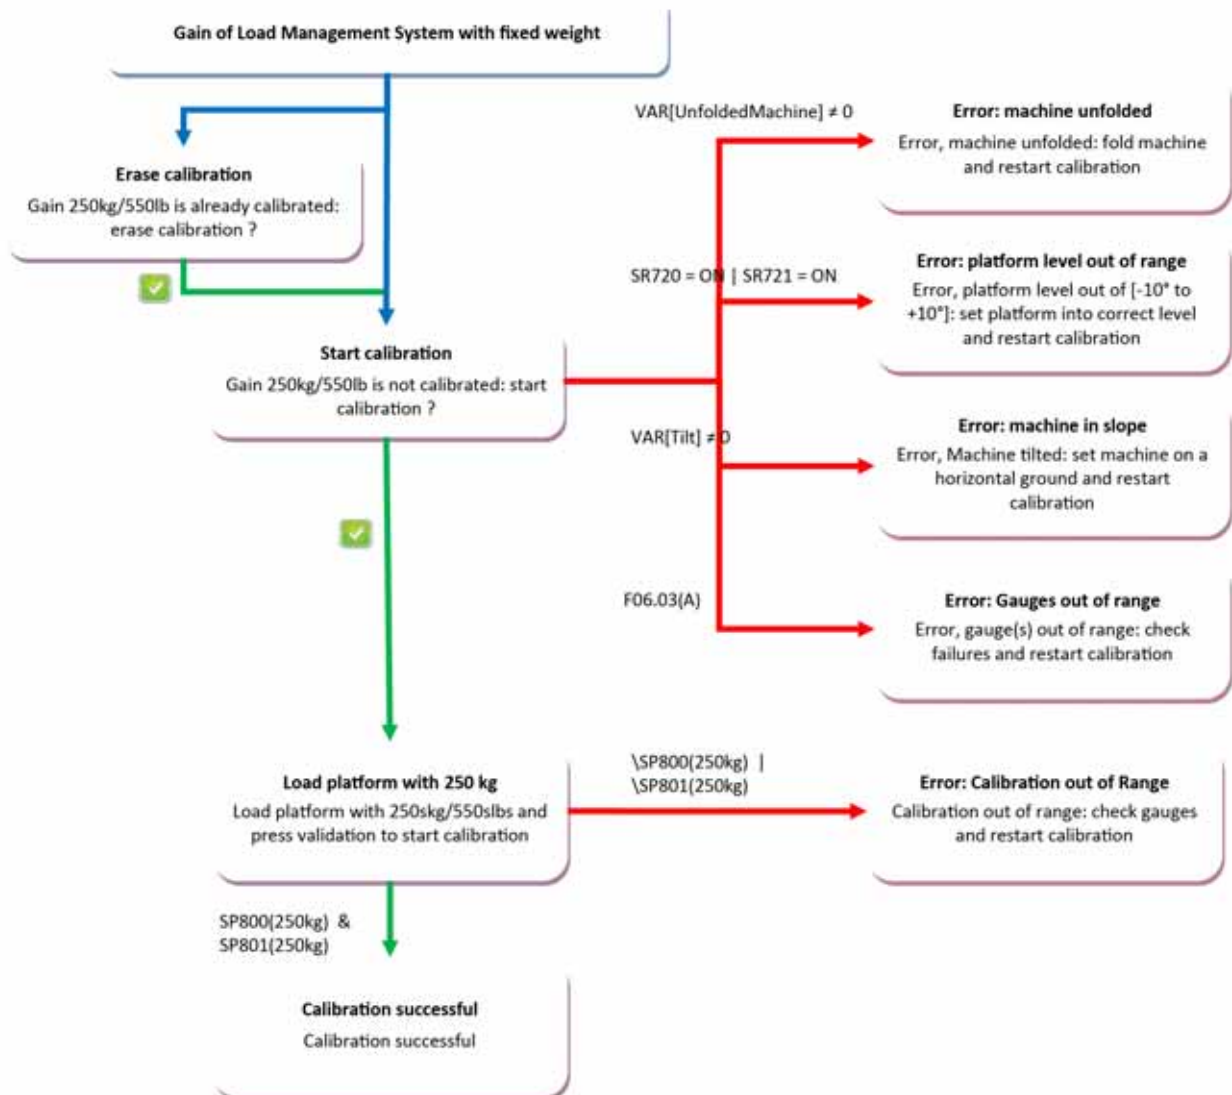 Gain of Load Management System with fixed weight
VAR[UnfoldedMachine] ≠ 0
Error: machine unfolded
Error, machine unfolded: fold machine
and restart calibration
Erase calibration
Gain 250kg/550lb is already calibrated:
erase calibration ?
SR720 = ON | SR721 = ON
Error: platform level out of range
Error, platform level out of [-10° to
+10°]: set platform into correct level
and restart calibration
Start calibration
Gain 250kg/550lb is not calibrated: start
calibration ?
VAR[Tilt] ≠ 0
Error: machine in slope
Error, Machine tilted: set machine on a
horizontal ground and restart
calibration
F06.03(A)
Error: Gauges out of range
Error, gauge(s) out of range: check
failures and restart calibration
Load platform with 250 kg
Load platform with 250skg/550slbs and
press validation to start calibration
\SP800(250kg) |
\SP801(250kg)
Error: Calibration out of Range
Calibration out of range: check gauges
and restart calibration
SP800(250kg) &
SP801(250kg)
Calibration successful
Calibration successful